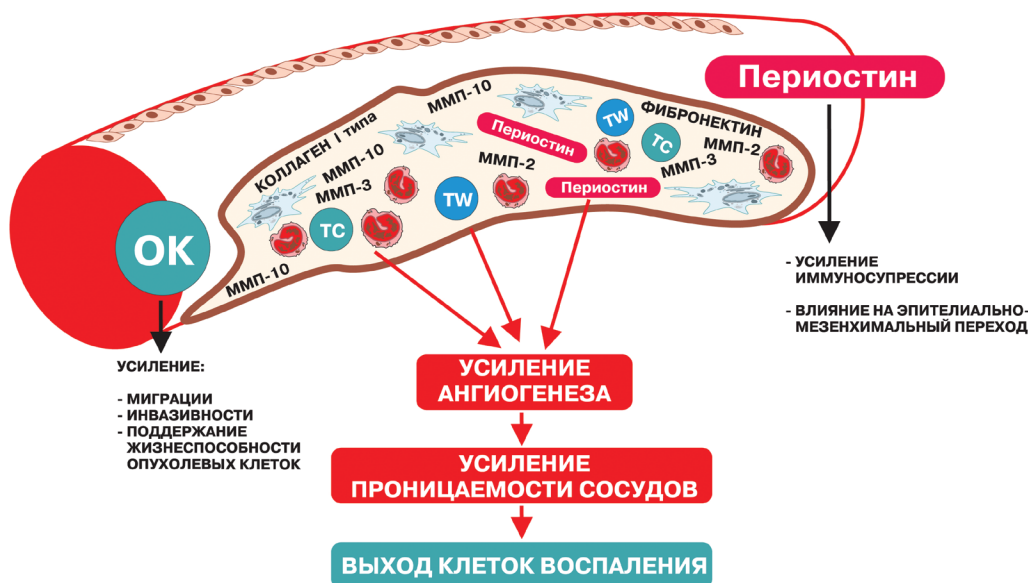 Периостин
ММП-10
ФИБРОНЕКТИН
TW
КОЛЛАГЕН I типа
Периостин
TC
ММП-2
ММП-10
ММП-2
ММП-3
ММП-3
Периостин
TW
TC
ОК
ММП-10
- УСИЛЕНИЕ
ИММУНОСУПРЕССИИ
- ВЛИЯНИЕ НА ЭПИТЕЛИАЛЬНО-
МЕЗЕНХИМАЛЬНЫЙ ПЕРЕХОД
УСИЛЕНИЕ:
- МИГРАЦИИ
- ИНВАЗИВНОСТИ
- ПОДДЕРЖАНИЕ
ЖИЗНЕСПОСОБНОСТИ
ОПУХОЛЕВЫХ КЛЕТОК
УСИЛЕНИЕ
АНГИОГЕНЕЗА
УСИЛЕНИЕ
ПРОНИЦАЕМОСТИ СОСУДОВ
ВЫХОД КЛЕТОК ВОСПАЛЕНИЯ